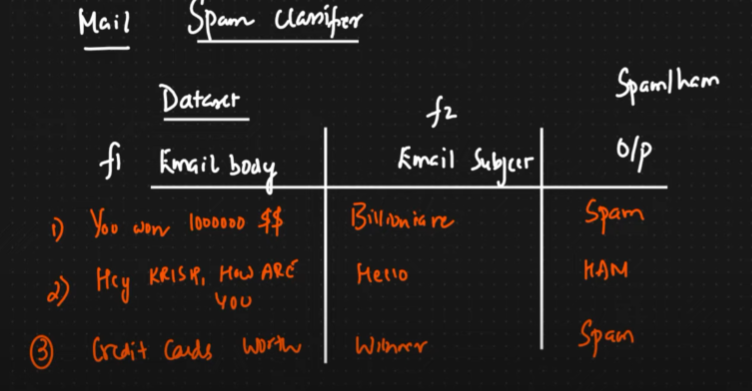 Mail Spam Classifier
Dataset
Spam/ham
f2
f1 Email body Email Subject O/P
1) You won 1000000 $$ Billioniare Spam
2) Hey KRISH, How ARE YOU Hello HAM
3 Credit Cards Worth Winner Spam